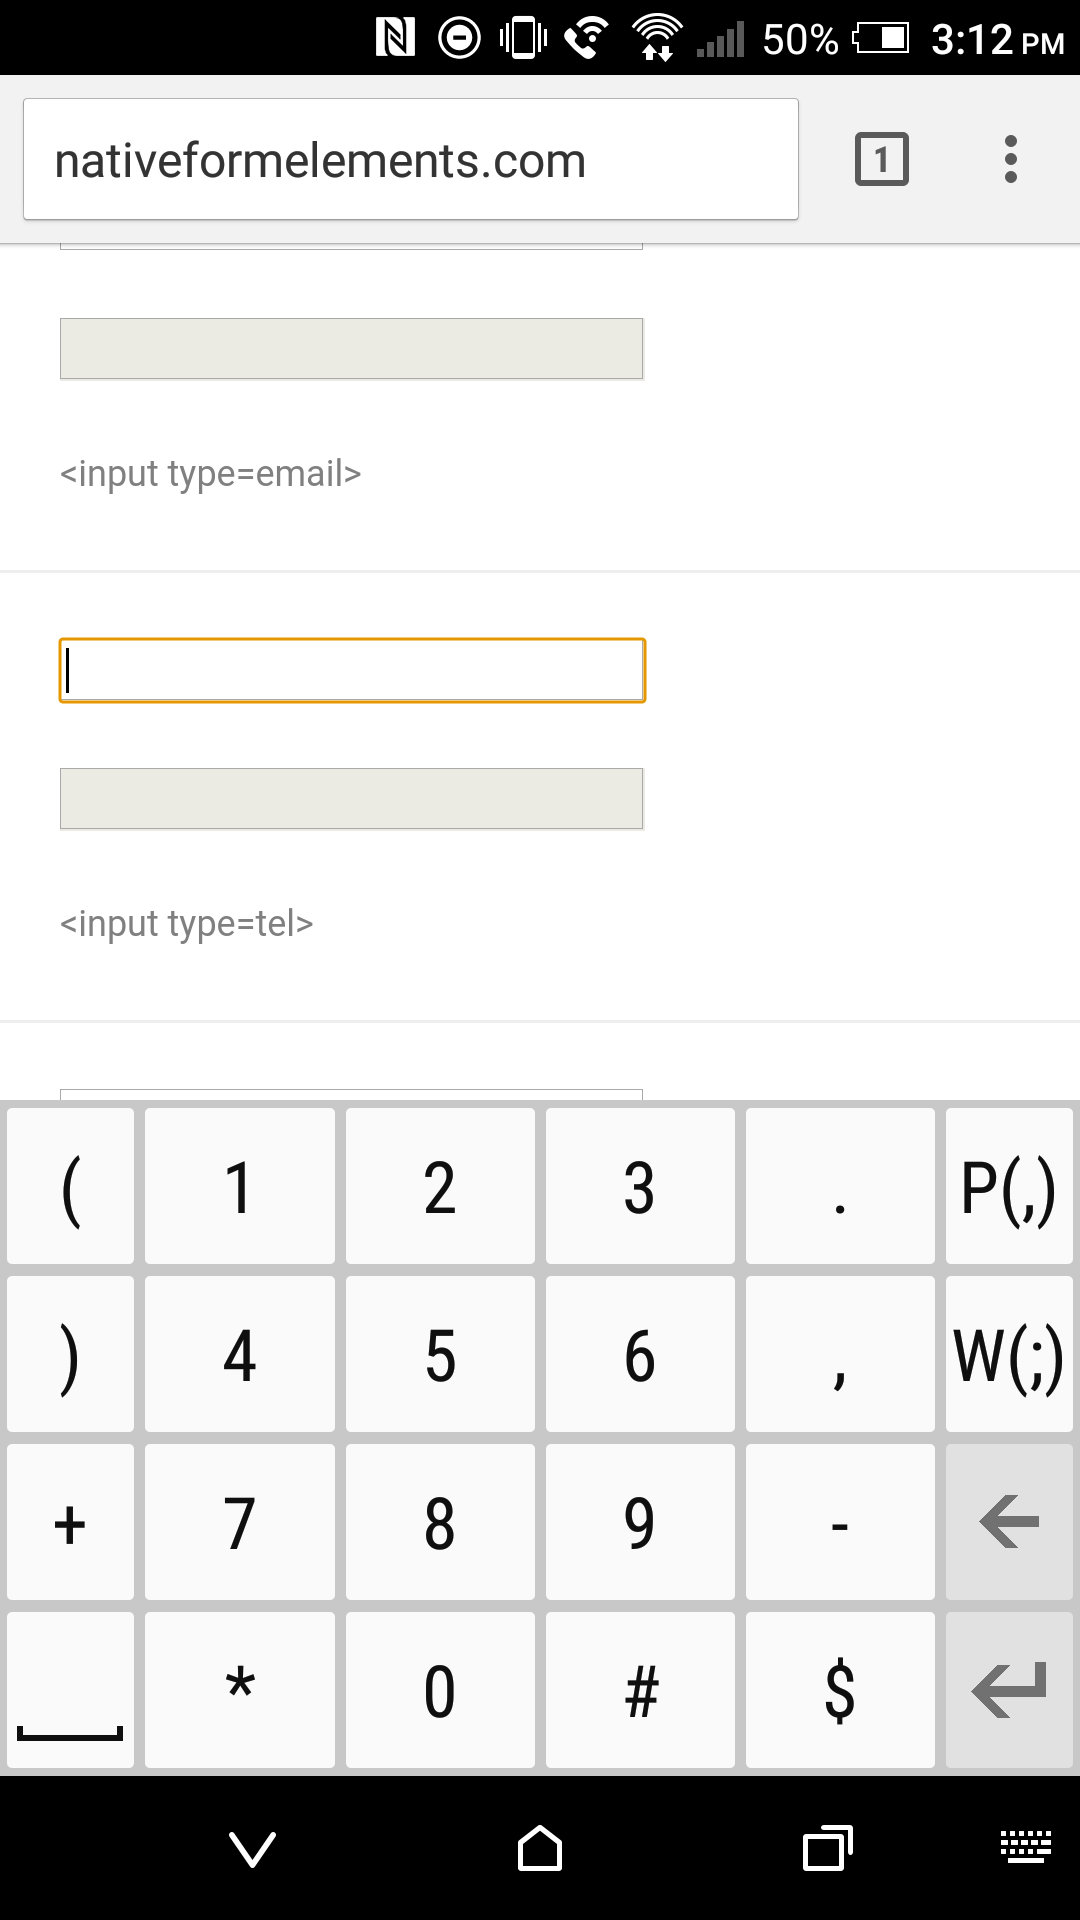 50% 3:12 PM
nativeformelements.com 1
<input type=email>
<input type=tel>
( 1 2 3 . P(,)
) 4 5 6 , W(;)
+ 7 8 9 -
* 0 # $